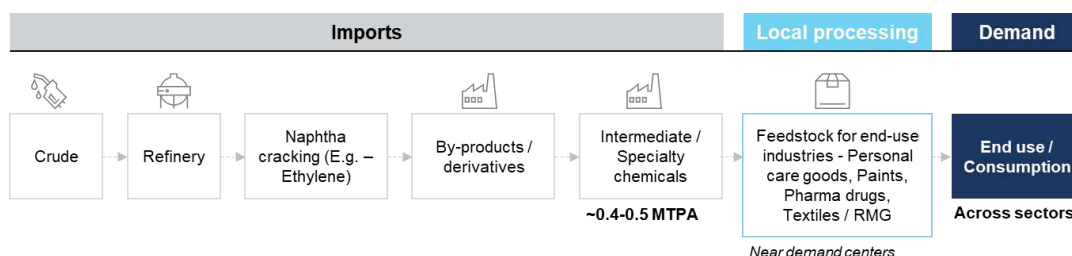 Imports
Local processing
Demand
Crude
Refinery
Naphtha
cracking (E.g. –
Ethylene)
By-products /
derivatives
Intermediate /
Specialty
chemicals
Feedstock for end-use
industries - Personal
care goods, Paints,
Pharma drugs,
Textiles / RMG
End use /
Consumption
~0.4-0.5 MTPA
Across sectors
Near demand centers